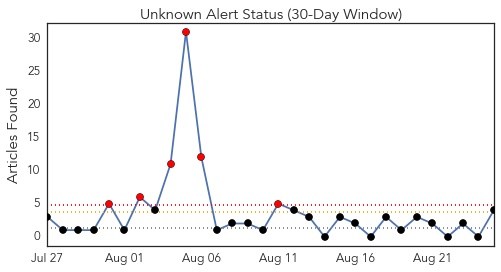 Unknown Alert Status (30-Day Window)
Articles Found
30
25
20
15
10
5
0
Jul 27 Aug 01 Aug 06 Aug 11 Aug 16 Aug 21